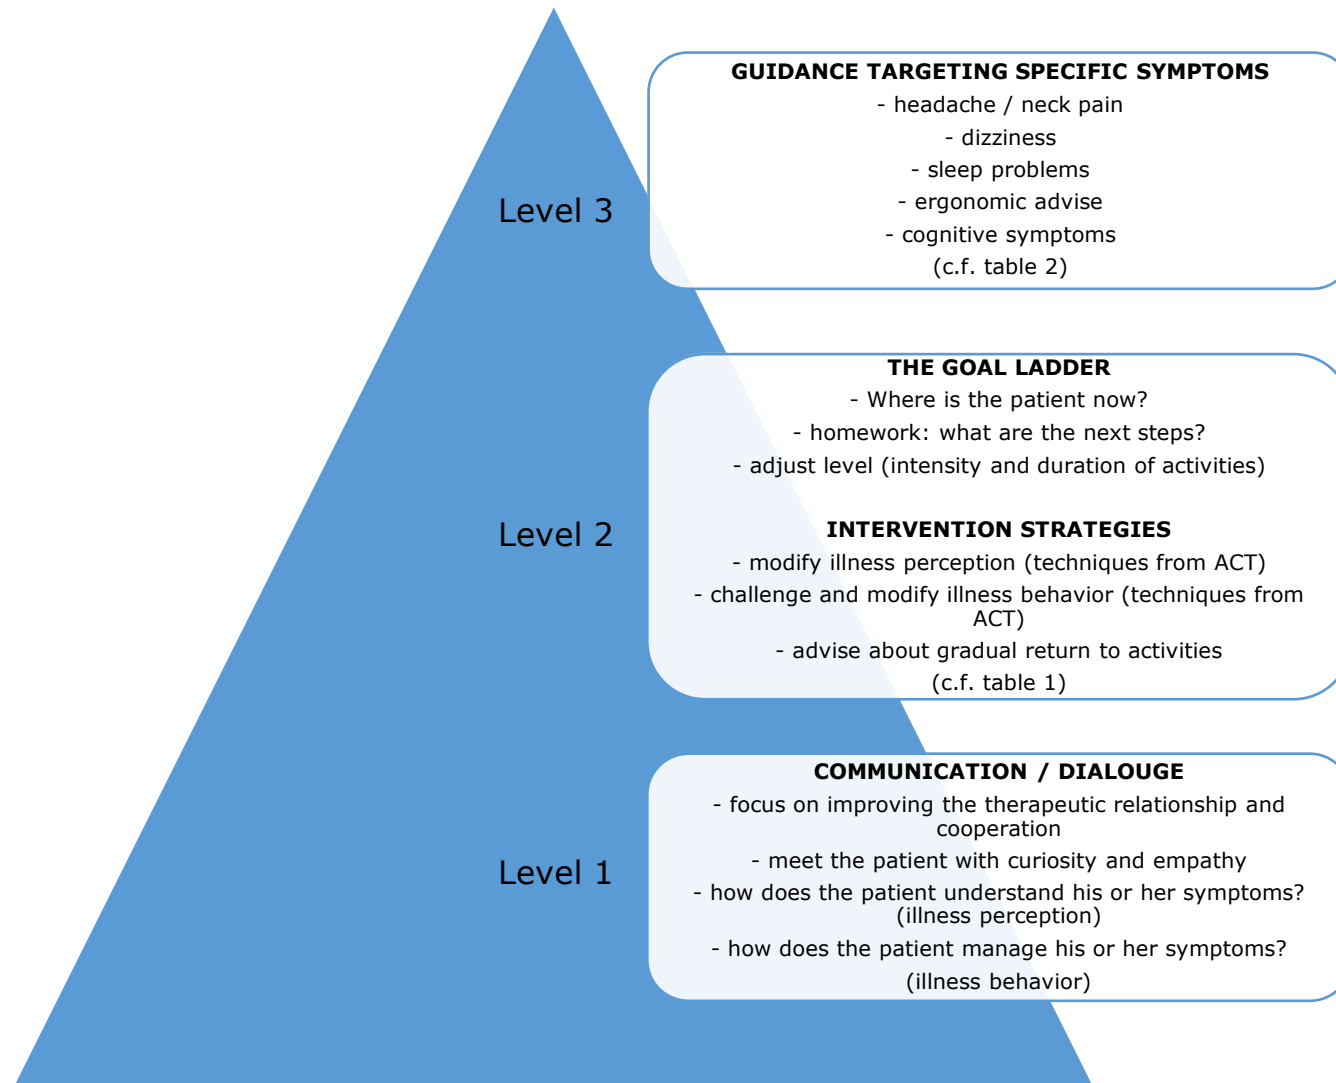 GUIDANCE TARGETING SPECIFIC SYMPTOMS
- headache / neck pain
- dizziness
- sleep problems
- ergonomic advise
- cognitive symptoms
(c.f. table 2)
Level 3
THE GOAL LADDER
- Where is the patient now?
- homework: what are the next steps?
- adjust level (intensity and duration of activities)
INTERVENTION STRATEGIES
- modify illness perception (techniques from ACT)
- challenge and modify illness behavior (techniques from
ACT)
- advise about gradual return to activities
(c.f. table 1)
Level 2
COMMUNICATION / DIALOUGE
- focus on improving the therapeutic relationship and
cooperation
- meet the patient with curiosity and empathy
- how does the patient understand his or her symptoms?
(illness perception)
- how does the patient manage his or her symptoms?
(illness behavior)
Level 1